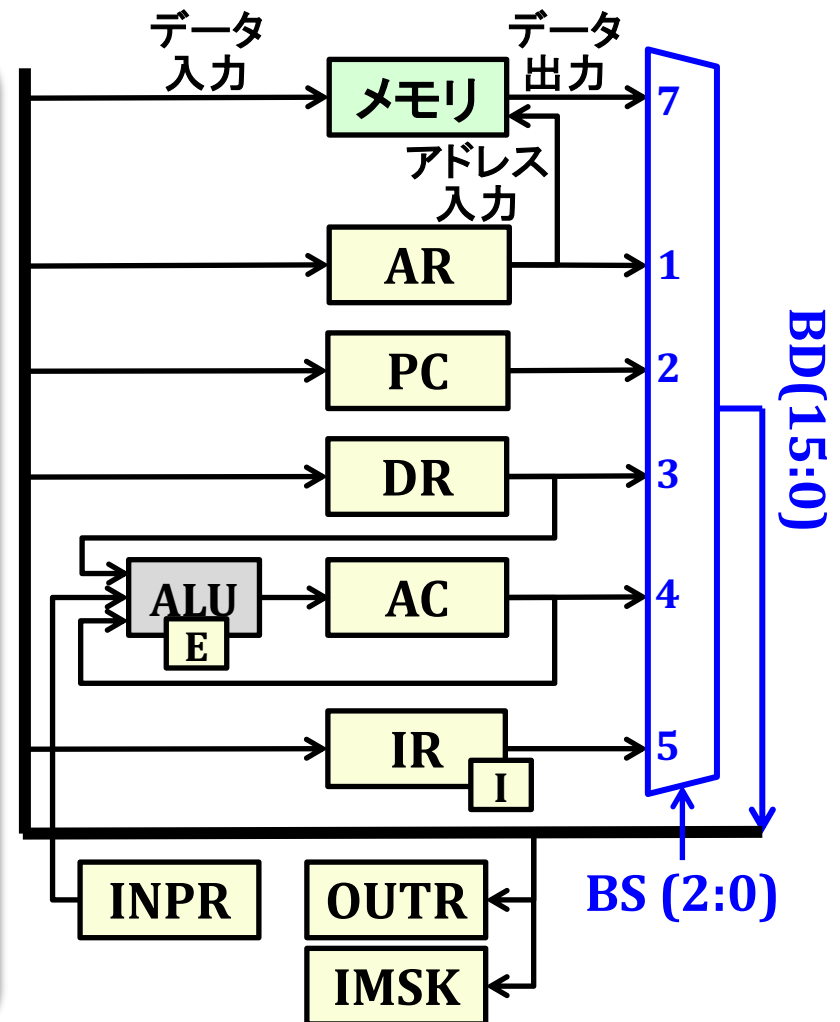 データ
入力
データ
出力
メモリ
7
アドレス
入力
AR
1
PC
2
BD(15:0)
DR
3
ALU
E
AC
4
IR
I
5
INPR
OUTR
BS (2:0)
IMSK